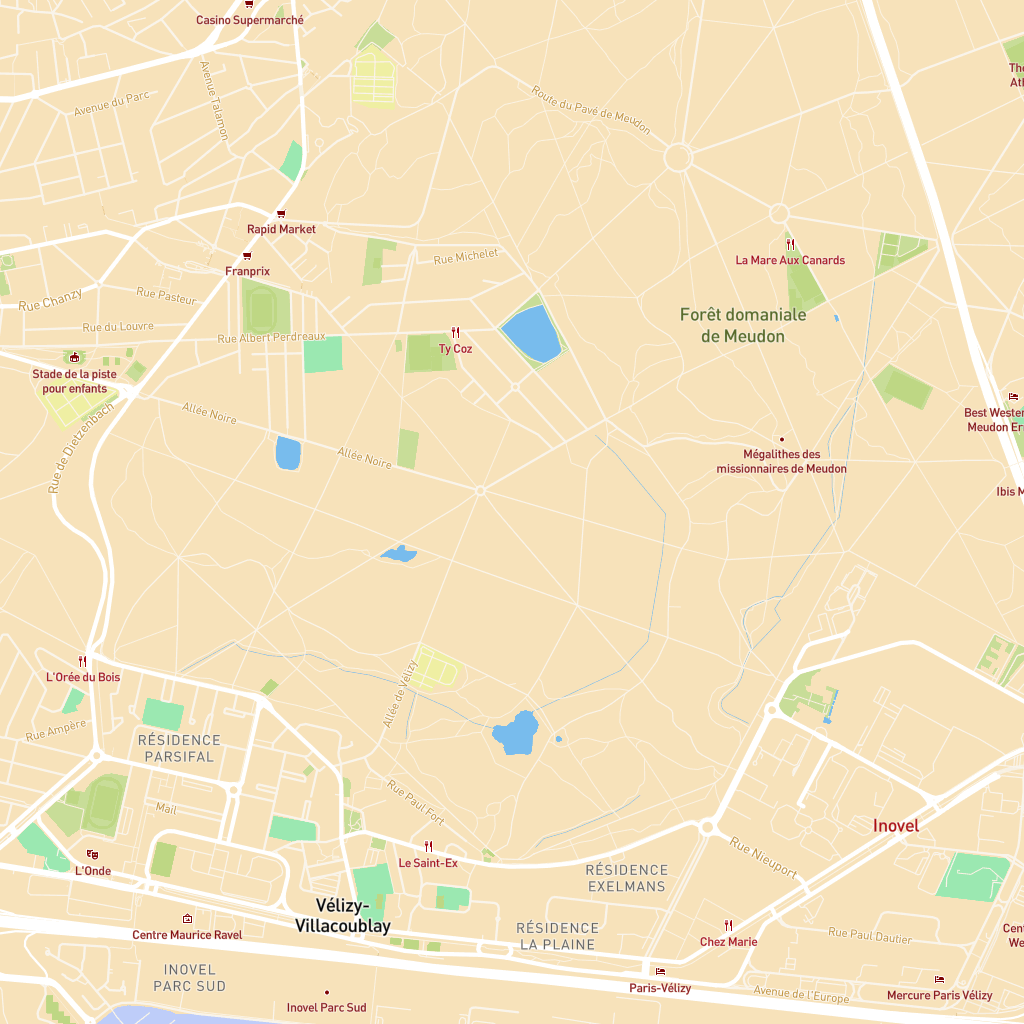 Casino Supermarché
Avenue Talamon
Avenue du Parc
Route du Pavé de Meudon
Rapid Market
Franprix
Rue Michelet
La Mare Aux Canards
Rue Chanzy
Rue Pasteur
Rue du Louvre
Rue Albert Perdreaux
Ty Coz
Forêt domaniale
de Meudon
Stade de la piste
pour enfants
Rue de Dietzenbach
Allée Noire
Allée Noire
Best Wester
Meudon Er
Mégalithes des
missionnaires de Meudon
Ibis M
L'Orée du Bois
Allée de Vélizy
Rue Ampère
RÉSIDENCE
PARSIFAL
Mail
Rue Paul Fort
Inovel
L'Onde
Le Saint-Ex
Rue Nieuport
RÉSIDENCE
EXELMANS
Vélizy-
Villacoublay
Centre Maurice Ravel
RÉSIDENCE
LA PLAINE
Chez Marie
Rue Paul Dautier
Cent
We
INOVEL
PARC SUD
Inovel Parc Sud
Paris-Vélizy
Avenue de l'Europe
Mercure Paris Vélizy